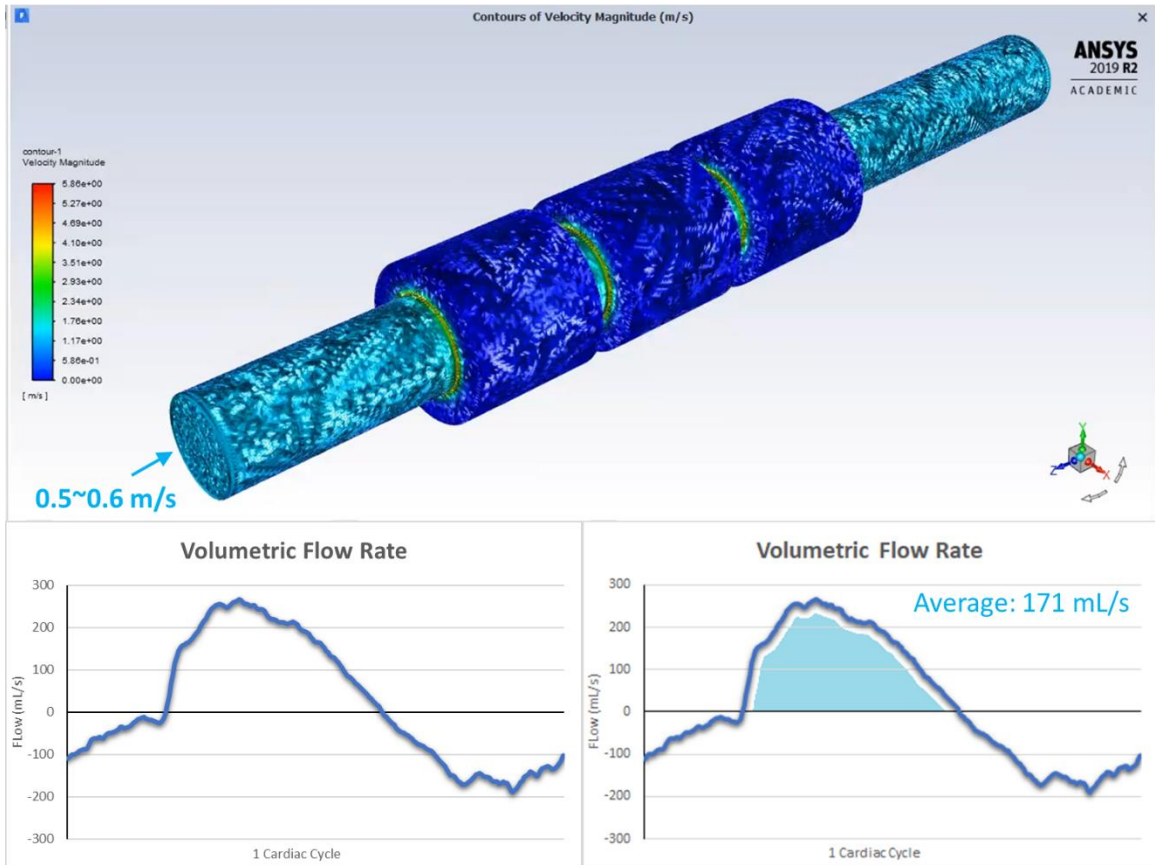 Contours of Velocity Magnitude (m/s)
ANSYS
2019 R2
ACADEMIC
contour-1
Velocity Magnitude
5.86e+00
5.27e+00
4.69e+00
4.10e+00
3.51e+00
2.93e+00
2.34e+00
1.76e+00
1.17e+00
5.86e-01
0.00e+00
[ m/s ]
0.5~0.6 m/s
Y
Z
X
Volumetric Flow Rate
300
200
100
0
-100
-200
-300
FLow (mL/s)
1 Cardiac Cycle
Volumetric Flow Rate
Average: 171 mL/s
300
200
100
0
-100
-200
-300
FLow (mL/s)
1 Cardiac Cycle